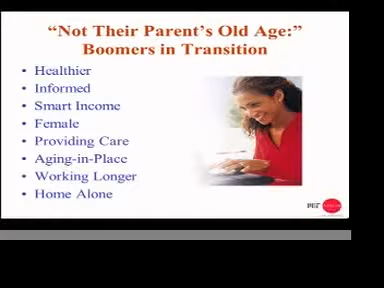 “Not Their Parent’s Old Age:”
Boomers in Transition
• Healthier
• Informed
• Smart Income
• Female
• Providing Care
• Aging-in-Place
• Working Longer
• Home Alone